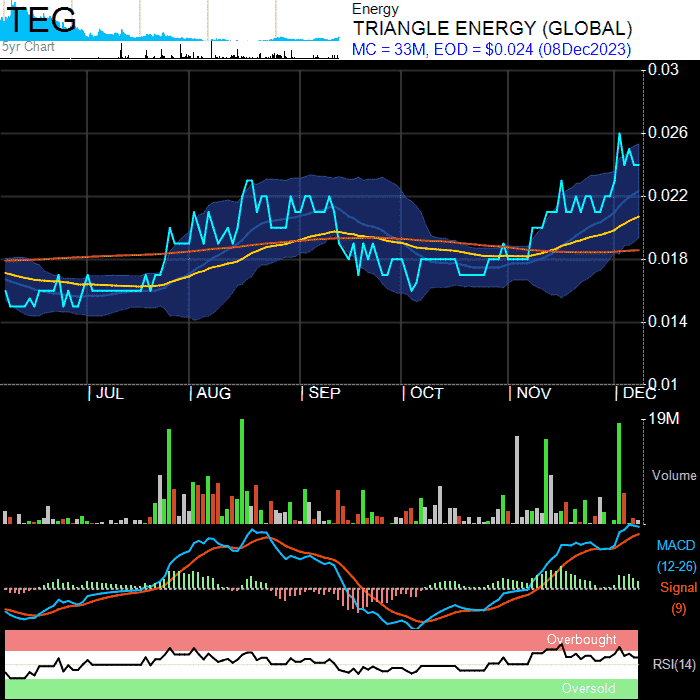 TEG
5yr Chart
Energy
TRIANGLE ENERGY (GLOBAL)
MC = 33M, EOD = $0.024 (08Dec2023)
0.03
0.026
0.022
0.018
0.014
0.01
JUL AUG SEP OCT NOV DEC
19M
Volume
MACD
(12-26)
Signal
(9)
Overbought
RSI(14)
Oversold